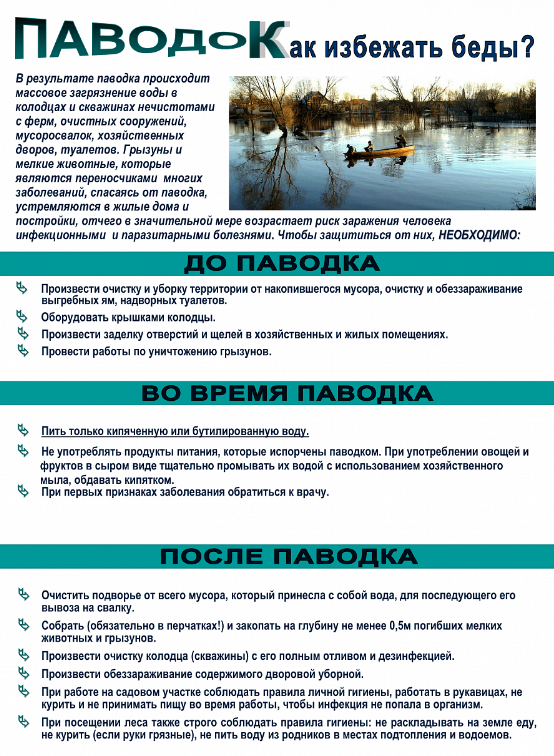 ПАВОДОК Как избежать беды?
В результате паводка происходит
массовое загрязнение воды в
колодцах и скважинах нечистотами
с ферм, очистных сооружений,
мусоросвалок, хозяйственных
дворов, туалетов. Грызуны и
мелкие животные, которые
являются переносчиками многих
заболеваний, спасаясь от паводка,
устремляются в жилые дома и
постройки, отчего в значительной мере возрастает риск заражения человека
инфекционными и паразитарными болезнями. Чтобы защититься от них, НЕОБХОДИМО:
ДО ПАВОДКА
Произвести очистку и уборку территории от накопившегося мусора, очистку и обеззараживание
выгребных ям, надворных туалетов.
Оборудовать крышками колодцы.
Произвести заделку отверстий и щелей в хозяйственных и жилых помещениях.
Провести работы по уничтожению грызунов.
ВО ВРЕМЯ ПАВОДКА
Пить только кипяченную или бутилированную воду.
Не употреблять продукты питания, которые испорчены паводком. При употреблении овощей и
фруктов в сыром виде тщательно промывать их водой с использованием хозяйственного
мыла, обдавать кипятком.
При первых признаках заболевания обратиться к врачу.
ПОСЛЕ ПАВОДКА
Очистить подворье от всего мусора, который принесла с собой вода, для последующего его
вывоза на свалку.
Собрать (обязательно в перчатках!) и закопать на глубину не менее 0,5м погибших мелких
животных и грызунов.
Произвести очистку колодца (скважины) с его полным отливом и дезинфекцией.
Произвести обеззараживание содержимого дворовой уборной.
При работе на садовом участке соблюдать правила личной гигиены, работать в рукавицах, не
курить и не принимать пищу во время работы, чтобы инфекция не попала в организм.
При посещении леса также строго соблюдать правила гигиены: не раскладывать на земле еду,
не курить (если руки грязные), не пить воду из родников в местах подтопления и водоемов.